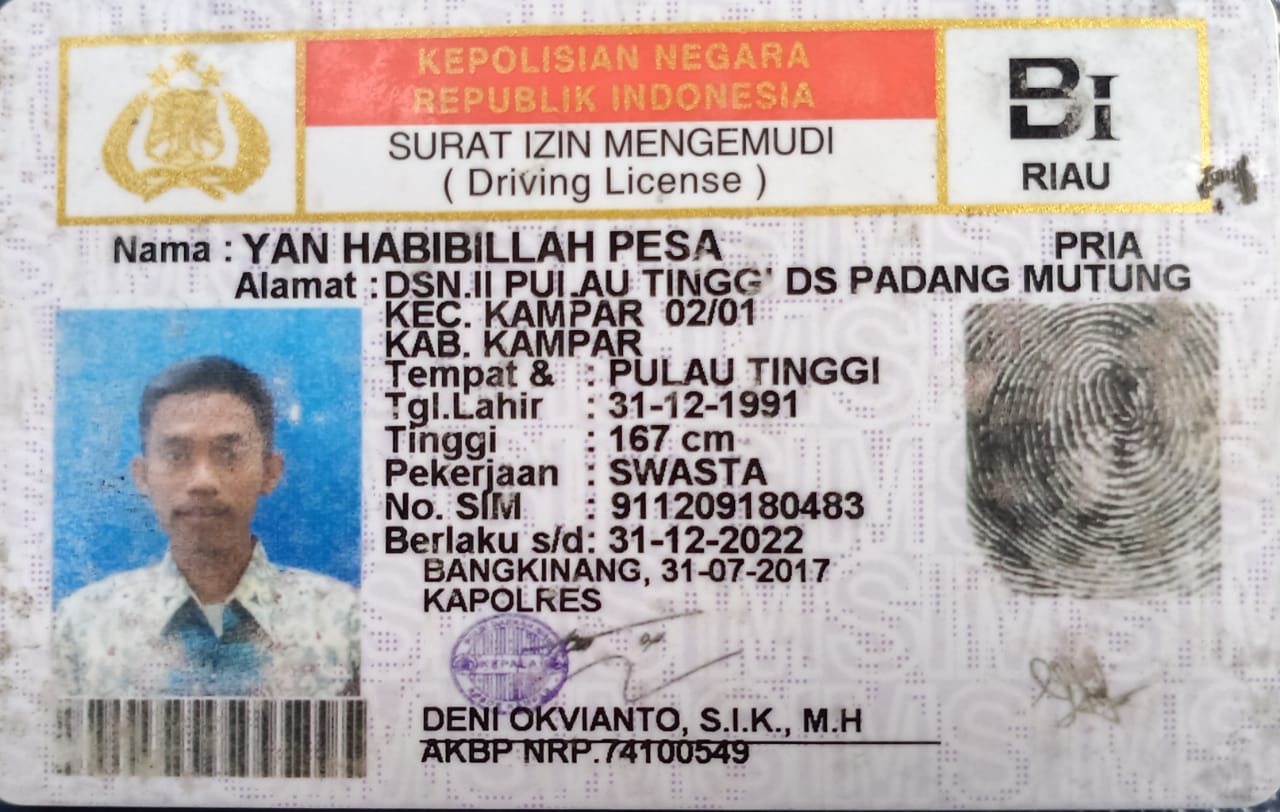 KEPOLISIAN NEGARA
REPUBLIK INDONESIA
SURAT IZIN MENGEMUDI
( Driving License )
BI
RIAU
Nama : YAN HABIBILLAH PESA PRIA
Alamat : DSN.II PULAU TINGGI DS PADANG MUTUNG
KEC. KAMPAR 02/01
KAB. KAMPAR
Tempat & : PULAU TINGGI
Tgl.Lahir : 31-12-1991
Tinggi : 167 cm
Pekerjaan : SWASTA
No. SIM : 911209180483
Berlaku s/d: 31-12-2022
BANGKINANG, 31-07-2017
KAPOLRES
KEPALA
DENI OKVIANTO, S.I.K., M.H
AKBP NRP.74100549